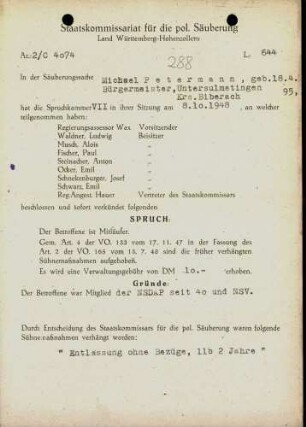 Staatskommissariat für die pol. Säuberung
Land Württemberg-Hohenzollern
Az.: 2/C 4074 L. 644
288
In der Säuberungssache Michael Petermann, geb.18.4.
Bürgermeister, Untersulmetingen 95,
Krs.Biberach
hat die Spruchkammer VII in ihrer Sitzung am 8.10.1948, an welcher
teilgenommen haben:
Regierungsassessor Wax Vorsitzender
Waldner, Ludwig Beisitzer
Musch, Alois "
Fischer, Paul "
Steinacher, Anton "
Ocker, Emil "
Schnekenburger, Josef "
Schwarz, Emil "
Reg.Angest. Hauer Vertreter des Staatskommissars
beschlossen und sofort verkündet folgenden
SPRUCH:
Der Betroffene ist Mitläufer.
Gem. Art. 4 der VO. 133 vom 17. 11. 47 in der Fassung des
Art. 2 der VO. 165 vom 13. 7. 48 sind die früher verhängten
Sühnemaßnahmen aufgehoben.
Es wird eine Verwaltungsgebühr von DM 10.- erhoben.
Gründe:
Der Betroffene war Mitglied der NSDAP seit 40 und NSV.
Durch Entscheidung des Staatskommissars für die pol. Säuberung waren folgende
Sühnemaßnahmen verhängt worden:
" Entlassung ohne Bezüge, 11b 2 Jahre "